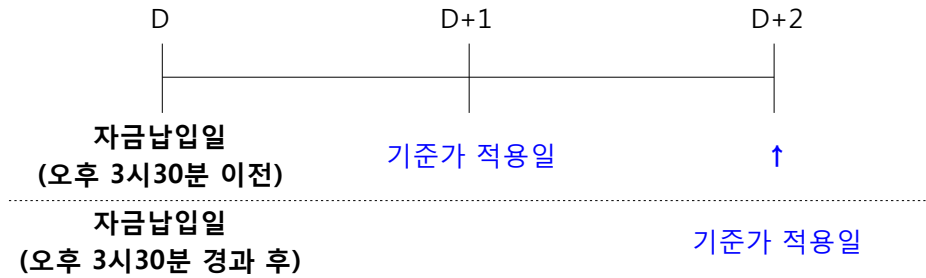 D D+1 D+2
자금납입일
(오후 3시30분 이전)
기준가 적용일
↑
자금납입일
(오후 3시30분 경과 후)
기준가 적용일